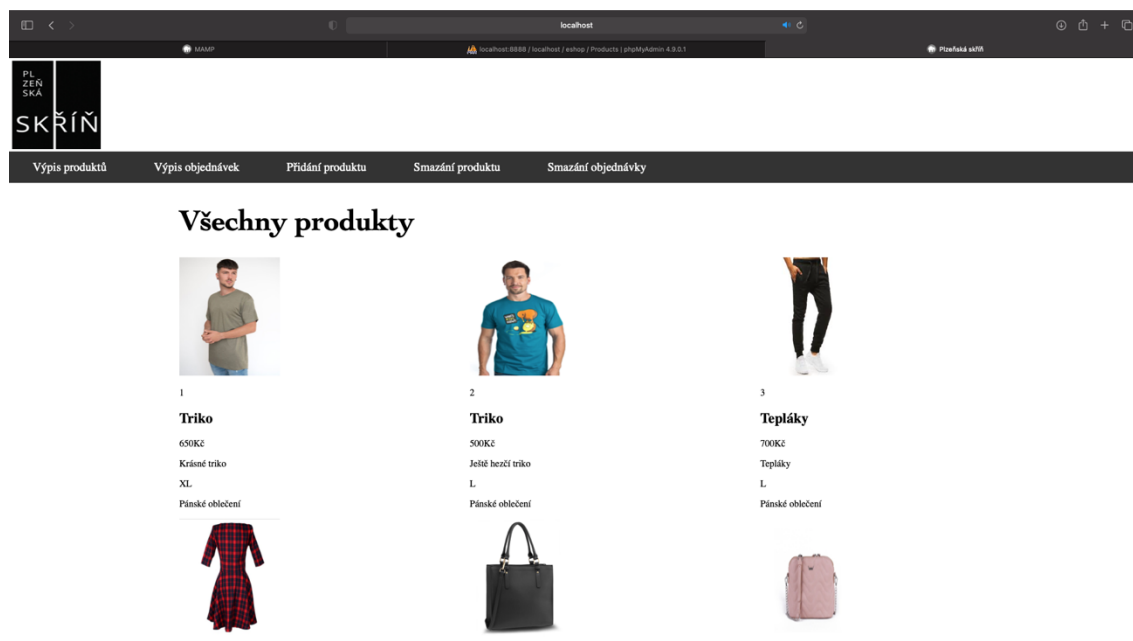 localhost
MAMP
localhost:8888 / localhost / eshop / Products | phpMyAdmin 4.9.0.1
Plzeňská skříň
PL
ZEŇ
SKÁ
SKŘÍŇ
Výpis produktů
Výpis objednávek
Přidání produktu
Smazání produktu
Smazání objednávky
Všechny produkty
1
Triko
650Kč
Krásné triko
XL
Pánské oblečení
2
Triko
500Kč
Ještě hezčí triko
L
Pánské oblečení
3
Tepláky
700Kč
Tepláky
L
Pánské oblečení